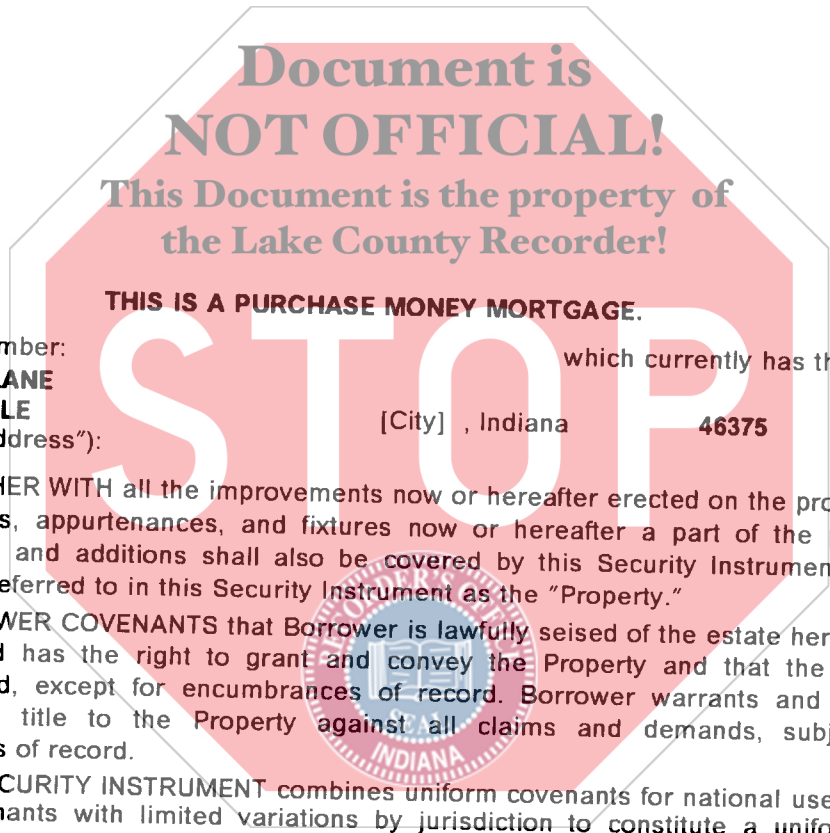 Document is
NOT OFFICIAL!
This Document is the property of
the Lake County Recorder!
THIS IS A PURCHASE MONEY MORTGAGE.
mber:
which currently has th
LANE
LE
[City] , Indiana 46375
ddress"):
STOP
HER WITH all the improvements now or hereafter erected on the pro
s, appurtenances, and fixtures now or hereafter a part of the
and additions shall also be covered by this Security Instrumen
eferred to in this Security Instrument as the "Property."
WER COVENANTS that Borrower is lawfully seised of the estate her
d has the right to grant and convey the Property and that the
d, except for encumbrances of record. Borrower warrants and
title to the Property against all claims and demands, subj
s of record.
CURITY INSTRUMENT combines uniform covenants for national use
nants with limited variations by jurisdiction to constitute a unifo
SEAL
INDIANA